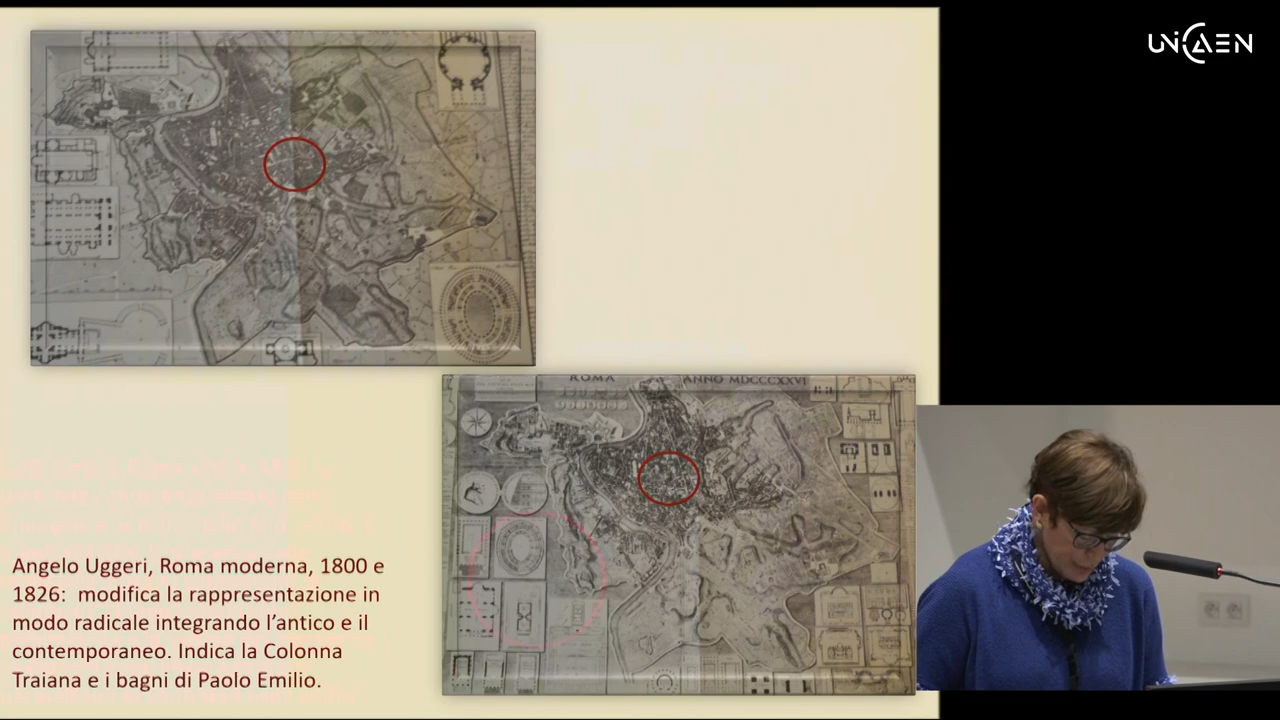 UNICAEN
ROMA ANNO MDCCCXXVI
Angelo Uggeri, Roma moderna, 1800 e
1826: modifica la rappresentazione in
modo radicale integrando l’antico e il
contemporaneo. Indica la Colonna
Traiana e i bagni di Paolo Emilio.